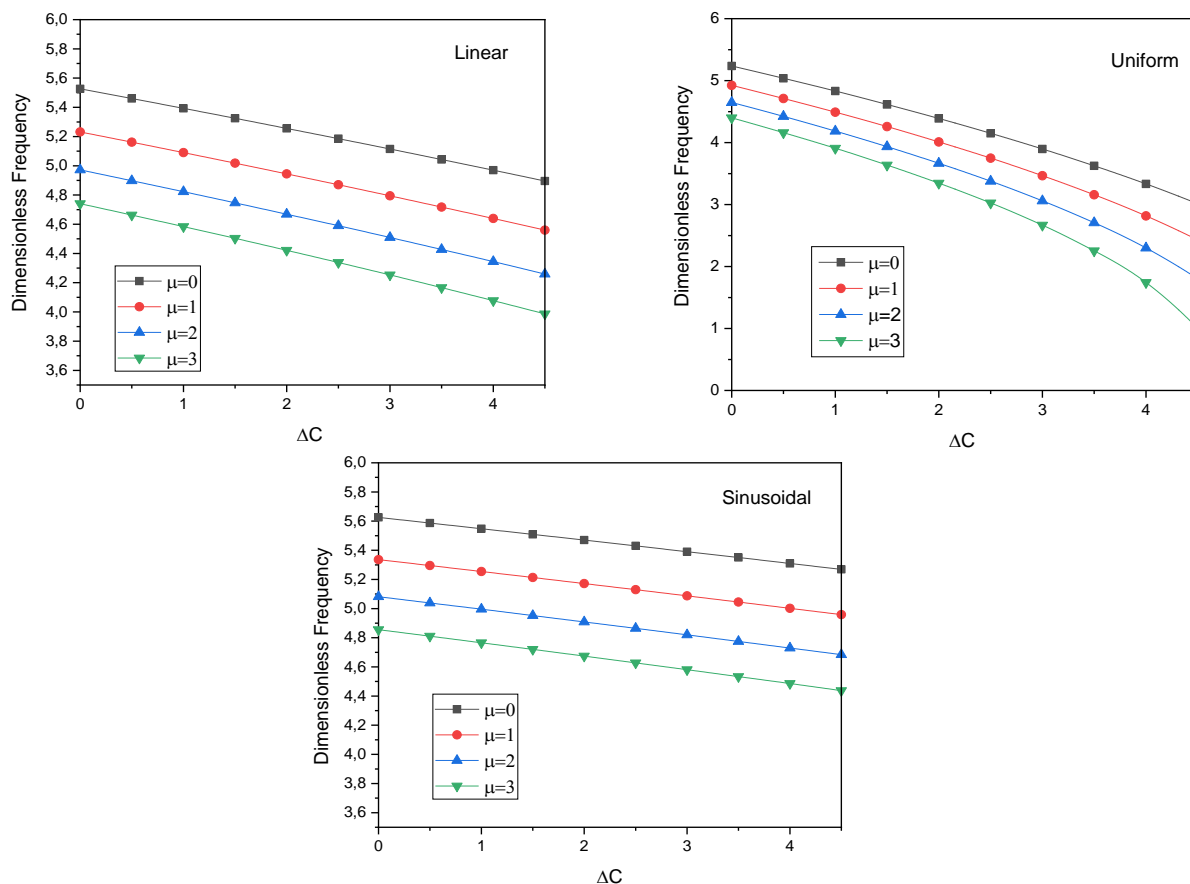 Linear
Dimensionless Frequency
6,0
5,8
5,6
5,4
5,2
5,0
4,8
4,6
4,4
4,2
4,0
3,8
3,6
μ=0
μ=1
μ=2
μ=3
0 1 2 3 4
ΔC
Uniform
Dimensionless Frequency
6
5
4
3
2
1
0
μ=0
μ=1
μ=2
μ=3
0 1 2 3 4
ΔC
Sinusoidal
Dimensionless Frequency
6,0
5,8
5,6
5,4
5,2
5,0
4,8
4,6
4,4
4,2
4,0
3,8
3,6
μ=0
μ=1
μ=2
μ=3
0 1 2 3 4
ΔC